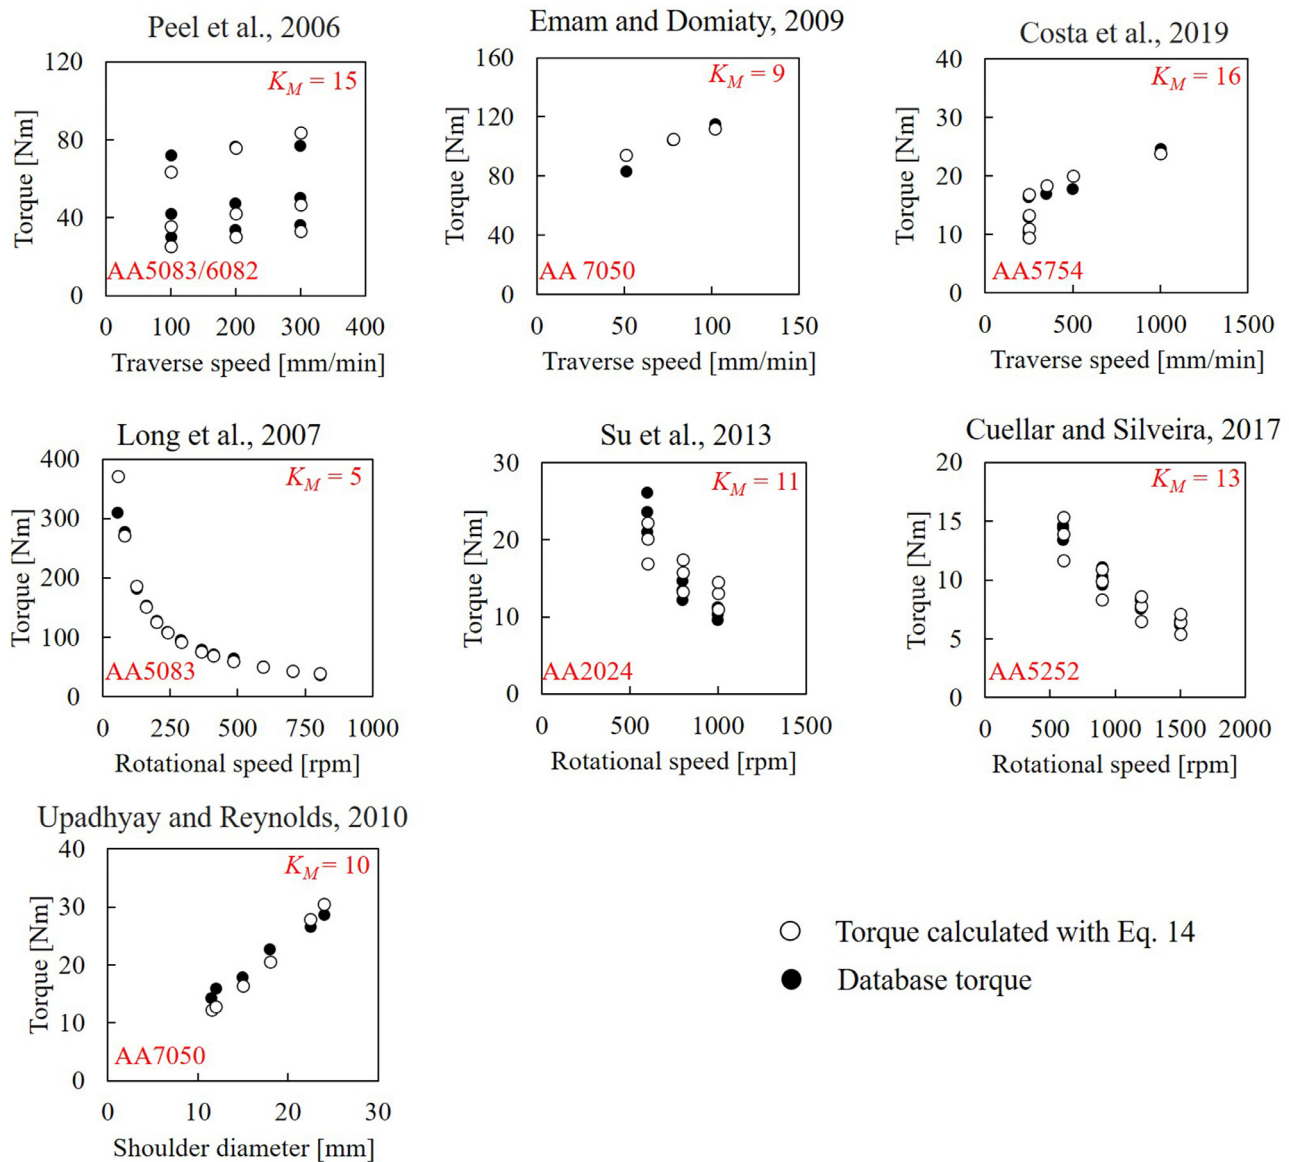 Peel et al., 2006
120
80
40
0
Torque [Nm]
K_M = 15
AA5083/6082
0 100 200 300 400
Traverse speed [mm/min]
Emam and Domiaty, 2009
160
120
80
40
0
Torque [Nm]
K_M = 9
AA 7050
0 50 100 150
Traverse speed [mm/min]
Costa et al., 2019
40
30
20
10
0
Torque [Nm]
K_M = 16
AA5754
0 500 1000 1500
Traverse speed [mm/min]
Long et al., 2007
400
300
200
100
0
Torque [Nm]
K_M = 5
AA5083
0 250 500 750 1000
Rotational speed [rpm]
Su et al., 2013
30
20
10
0
Torque [Nm]
K_M = 11
AA2024
0 500 1000 1500
Rotational speed [rpm]
Cuellar and Silveira, 2017
20
15
10
5
0
Torque [Nm]
K_M = 13
AA5252
0 500 1000 1500 2000
Rotational speed [rpm]
Upadhyay and Reynolds, 2010
40
30
20
10
0
Torque [Nm]
K_M = 10
AA7050
0 10 20 30
Shoulder diameter [mm]
Torque calculated with Eq. 14
Database torque